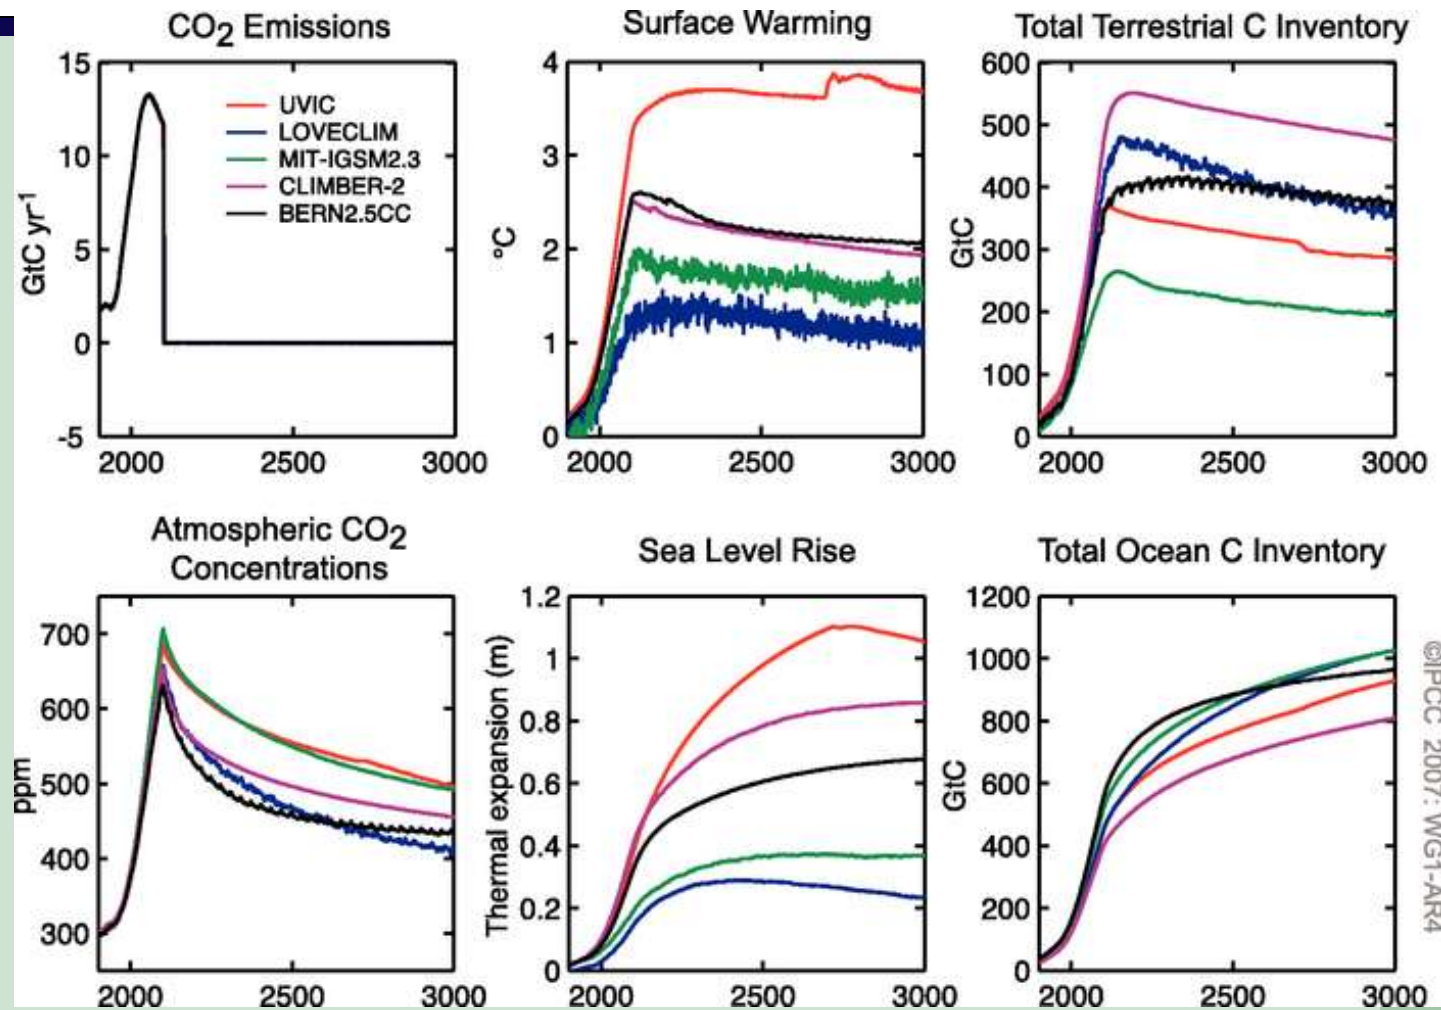 CO2 Emissions
15
10
5
0
-5
GtC yr-1
UVIC
LOVECLIM
MIT-IGSM2.3
CLIMBER-2
BERN2.5CC
2000 2500 3000
Surface Warming
4
3
2
1
0
°C
2000 2500 3000
Total Terrestrial C Inventory
600
500
400
300
200
100
0
GtC
2000 2500 3000
Atmospheric CO2
Concentrations
700
600
500
400
300
ppm
2000 2500 3000
Sea Level Rise
1.2
1
0.8
0.6
0.4
0.2
0
Thermal expansion (m)
2000 2500 3000
Total Ocean C Inventory
1200
1000
800
600
400
200
0
GtC
2000 2500 3000
©IPCC 2007: WG1-AR4